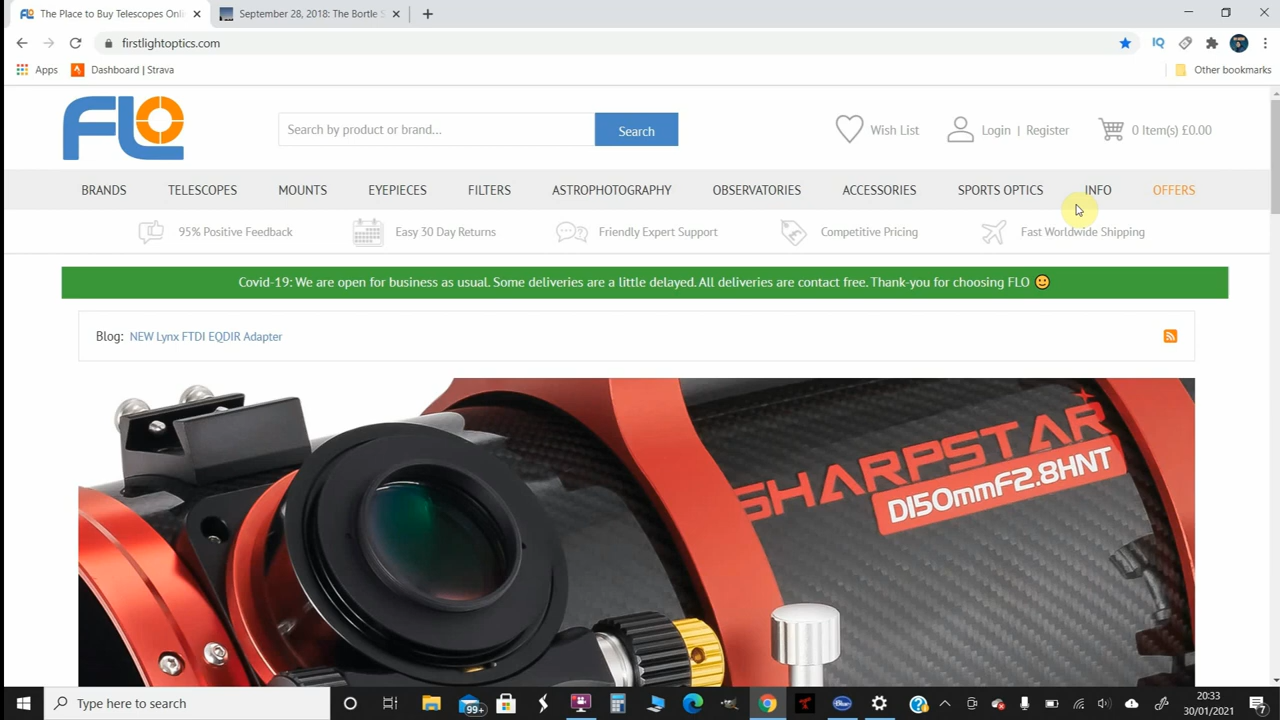 The Place to Buy Telescopes Onli
September 28, 2018: The Bortle S
firstlightoptics.com
IQ
Apps
Dashboard | Strava
Other bookmarks
FLO
Search by product or brand...
Search
Wish List
Login | Register
0 Item(s) £0.00
BRANDS
TELESCOPES
MOUNTS
EYEPIECES
FILTERS
ASTROPHOTOGRAPHY
OBSERVATORIES
ACCESSORIES
SPORTS OPTICS
INFO
OFFERS
95% Positive Feedback
Easy 30 Day Returns
Friendly Expert Support
Competitive Pricing
Fast Worldwide Shipping
Covid-19: We are open for business as usual. Some deliveries are a little delayed. All deliveries are contact free. Thank-you for choosing FLO
Blog: NEW Lynx FTDI EQDIR Adapter
SHARPSTAR
D150mmF2.8HNT
Type here to search
99+
20:33
30/01/2021
7